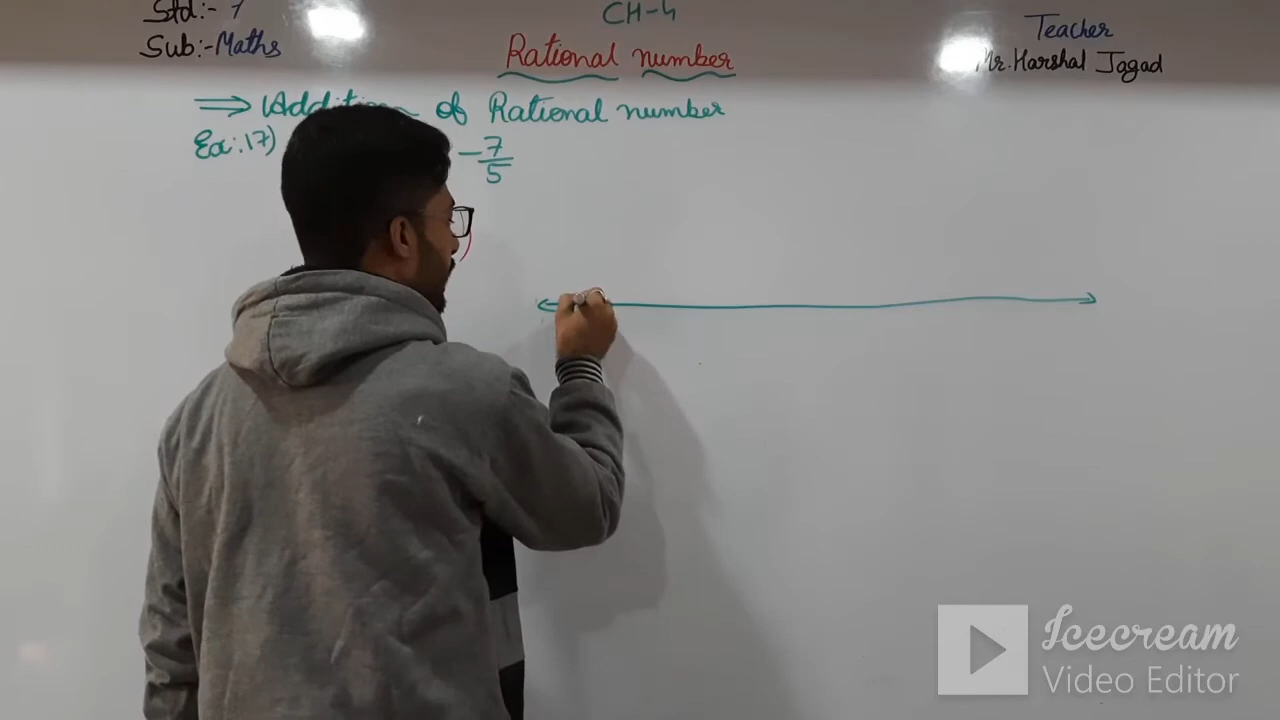 Std:- 7
Sub:-Maths
CH-4
Rational number
Teacher
Mr.Harshal Jagad
⇒ Addition of Rational number
Ex:.17)
-7/5
Icecream
Video Editor